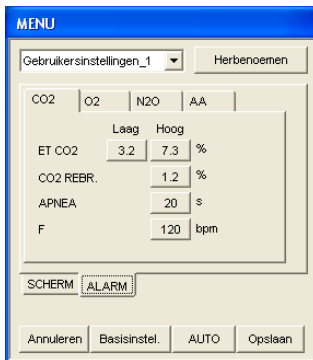 MENU
Gebruikersinstellingen_1 Herbenoemen
CO2 O2 N2O AA
Laag Hoog
ET CO2 3.2 7.3 %
CO2 REBR. 1.2 %
APNEA 20 s
F 120 bpm
SCHERM ALARM
Annuleren Basisinstel. AUTO Opslaan